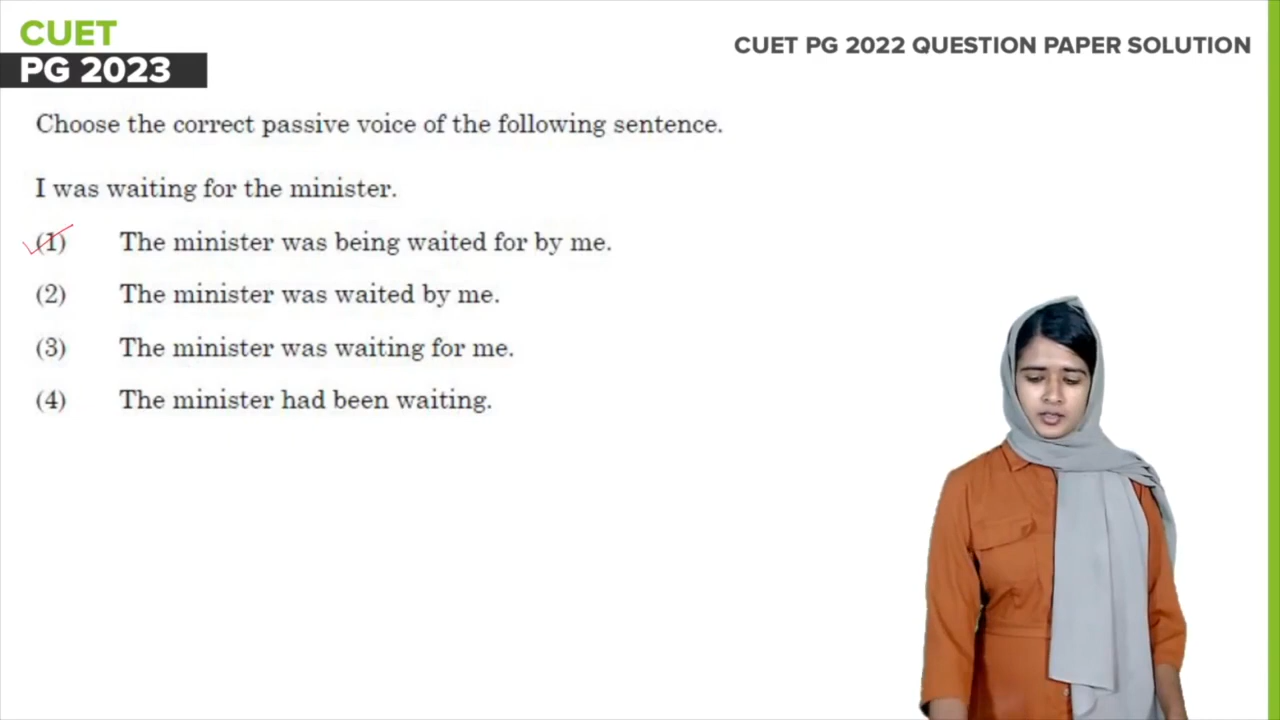 CUET
PG 2023
CUET PG 2022 QUESTION PAPER SOLUTION
Choose the correct passive voice of the following sentence.
I was waiting for the minister.
(1) The minister was being waited for by me.
(2) The minister was waited by me.
(3) The minister was waiting for me.
(4) The minister had been waiting.